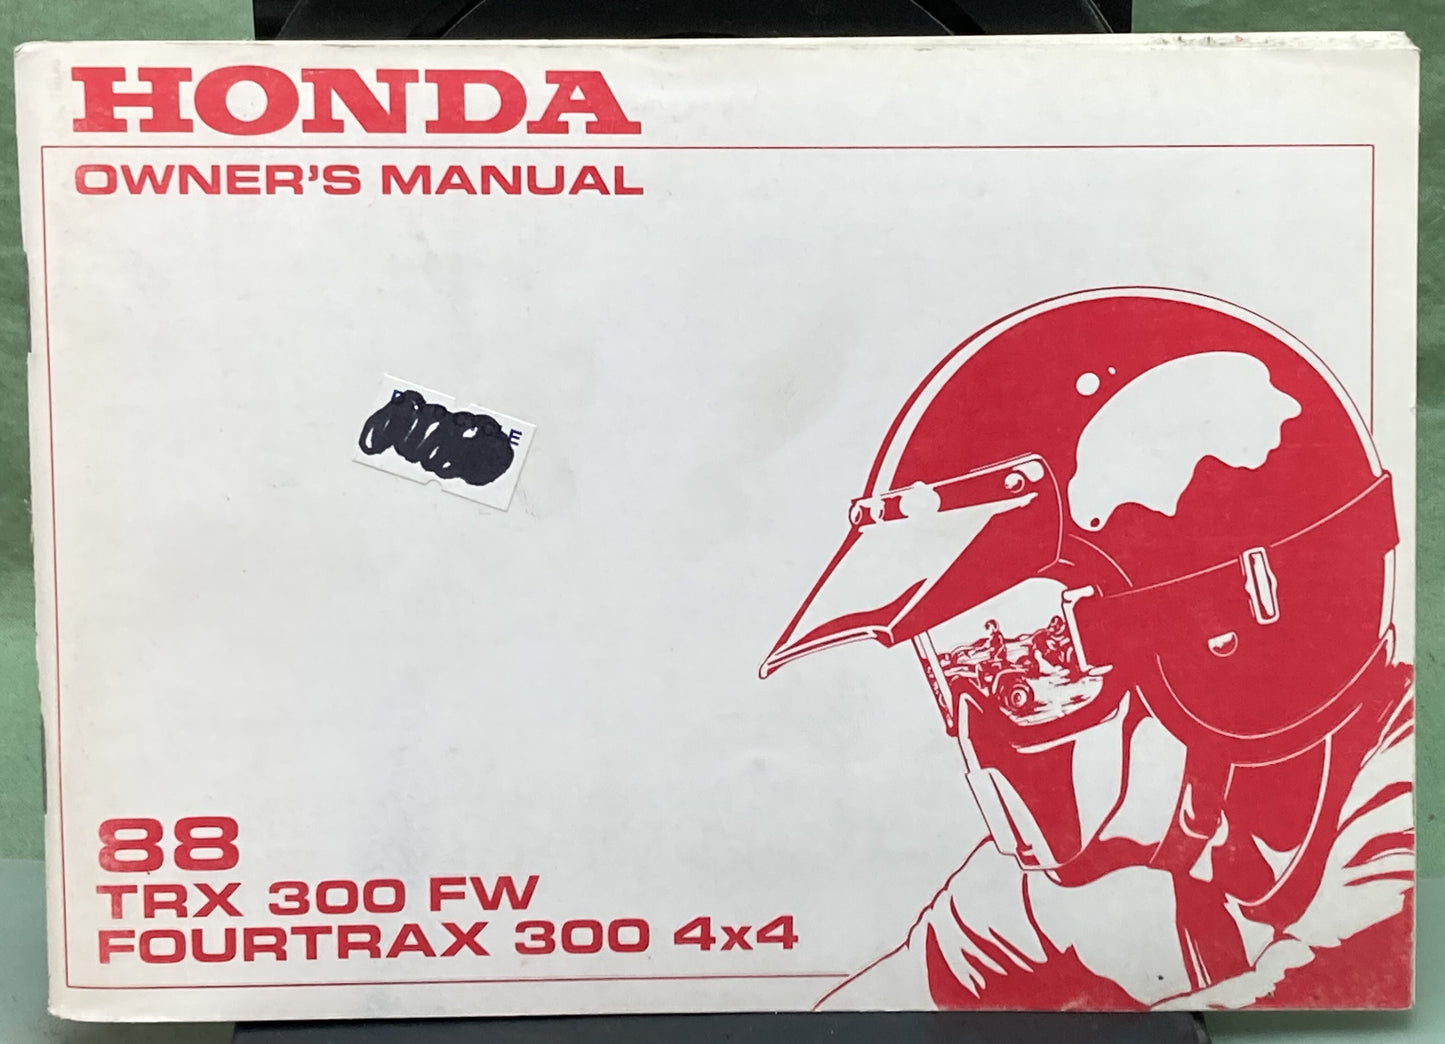 HONDA
OWNER'S MANUAL
88
TRX 300 FW
FOURTRAX 300 4x4